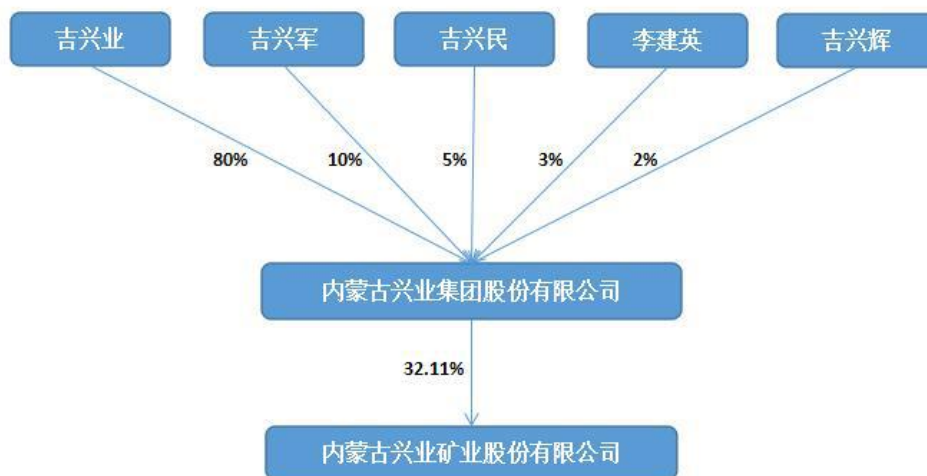 吉兴业
吉兴军
吉兴民
李建英
吉兴辉
80%
10%
5%
3%
2%
内蒙古兴业集团股份有限公司
32.11%
内蒙古兴业矿业股份有限公司